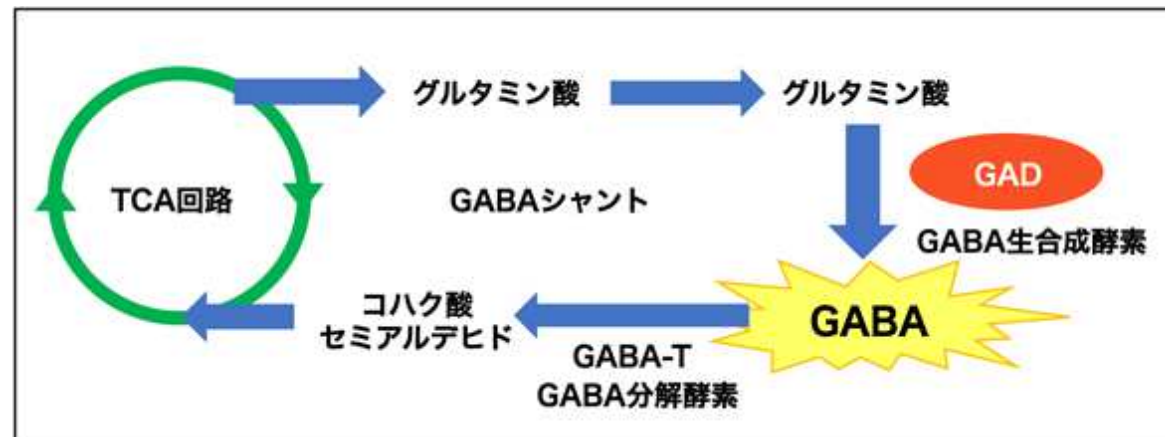 グルタミン酸
グルタミン酸
TCA回路
GABAシャント
GAD
GABA生合成酵素
コハク酸
セミアルデヒド
GABA
GABA-T
GABA分解酵素